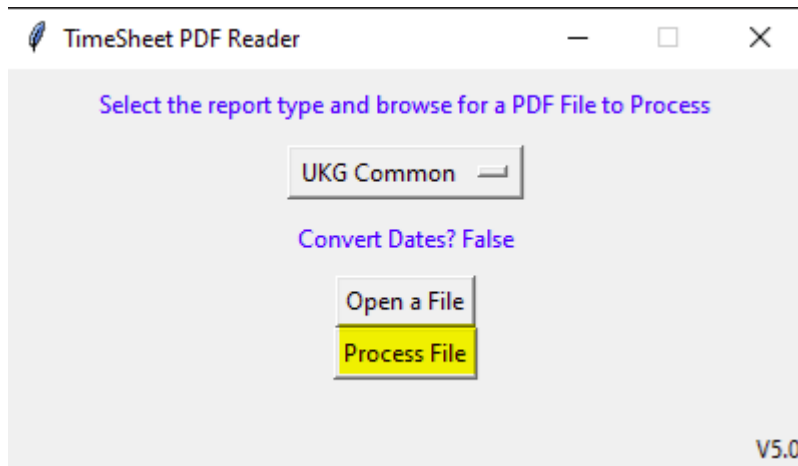 TimeSheet PDF Reader
Select the report type and browse for a PDF File to Process
UKG Common
Convert Dates? False
Open a File
Process File
V5.0